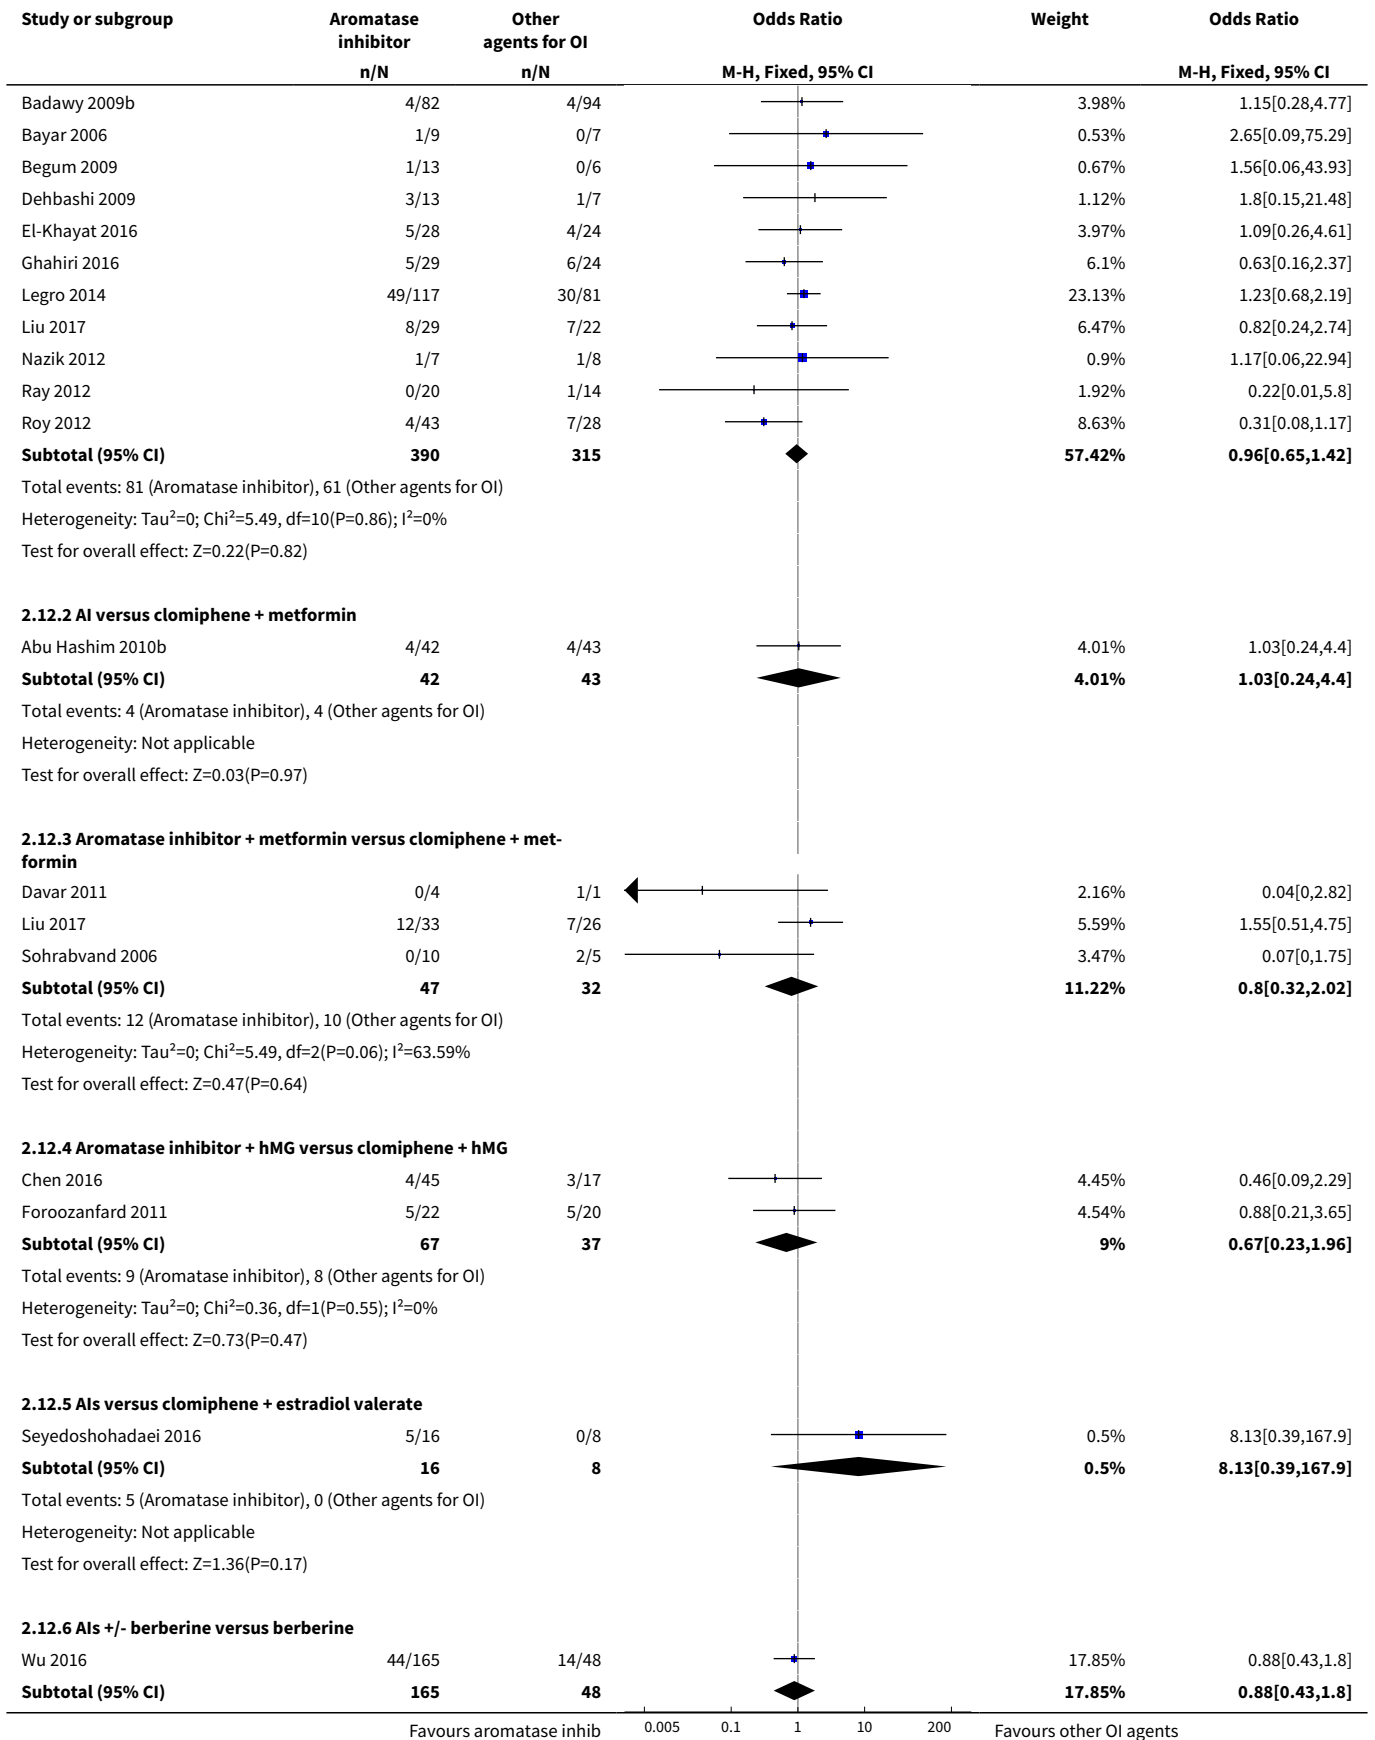 Study or subgroup Aromatase Other Odds Ratio Weight Odds Ratio
inhibitor agents for OI
n/N n/N M-H, Fixed, 95% CI M-H, Fixed, 95% CI
Badawy 2009b 4/82 4/94 3.98% 1.15[0.28,4.77]
Bayar 2006 1/9 0/7 0.53% 2.65[0.09,75.29]
Begum 2009 1/13 0/6 0.67% 1.56[0.06,43.93]
Dehbashi 2009 3/13 1/7 1.12% 1.8[0.15,21.48]
El-Khayat 2016 5/28 4/24 3.97% 1.09[0.26,4.61]
Ghahiri 2016 5/29 6/24 6.1% 0.63[0.16,2.37]
Legro 2014 49/117 30/81 23.13% 1.23[0.68,2.19]
Liu 2017 8/29 7/22 6.47% 0.82[0.24,2.74]
Nazik 2012 1/7 1/8 0.9% 1.17[0.06,22.94]
Ray 2012 0/20 1/14 1.92% 0.22[0.01,5.8]
Roy 2012 4/43 7/28 8.63% 0.31[0.08,1.17]
Subtotal (95% CI) 390 315 57.42% 0.96[0.65,1.42]
Total events: 81 (Aromatase inhibitor), 61 (Other agents for OI)
Heterogeneity: Tau²=0; Chi²=5.49, df=10(P=0.86); I²=0%
Test for overall effect: Z=0.22(P=0.82)
2.12.2 AI versus clomiphene + metformin
Abu Hashim 2010b 4/42 4/43 4.01% 1.03[0.24,4.4]
Subtotal (95% CI) 42 43 4.01% 1.03[0.24,4.4]
Total events: 4 (Aromatase inhibitor), 4 (Other agents for OI)
Heterogeneity: Not applicable
Test for overall effect: Z=0.03(P=0.97)
2.12.3 Aromatase inhibitor + metformin versus clomiphene + met-
formin
Davar 2011 0/4 1/1 2.16% 0.04[0,2.82]
Liu 2017 12/33 7/26 5.59% 1.55[0.51,4.75]
Sohrabvand 2006 0/10 2/5 3.47% 0.07[0,1.75]
Subtotal (95% CI) 47 32 11.22% 0.8[0.32,2.02]
Total events: 12 (Aromatase inhibitor), 10 (Other agents for OI)
Heterogeneity: Tau²=0; Chi²=5.49, df=2(P=0.06); I²=63.59%
Test for overall effect: Z=0.47(P=0.64)
2.12.4 Aromatase inhibitor + hMG versus clomiphene + hMG
Chen 2016 4/45 3/17 4.45% 0.46[0.09,2.29]
Foroozanfard 2011 5/22 5/20 4.54% 0.88[0.21,3.65]
Subtotal (95% CI) 67 37 9% 0.67[0.23,1.96]
Total events: 9 (Aromatase inhibitor), 8 (Other agents for OI)
Heterogeneity: Tau²=0; Chi²=0.36, df=1(P=0.55); I²=0%
Test for overall effect: Z=0.73(P=0.47)
2.12.5 AIs versus clomiphene + estradiol valerate
Seyedoshohadaei 2016 5/16 0/8 0.5% 8.13[0.39,167.9]
Subtotal (95% CI) 16 8 0.5% 8.13[0.39,167.9]
Total events: 5 (Aromatase inhibitor), 0 (Other agents for OI)
Heterogeneity: Not applicable
Test for overall effect: Z=1.36(P=0.17)
2.12.6 AIs +/- berberine versus berberine
Wu 2016 44/165 14/48 17.85% 0.88[0.43,1.8]
Subtotal (95% CI) 165 48 17.85% 0.88[0.43,1.8]
Favours aromatase inhib 0.005 0.1 1 10 200 Favours other OI agents